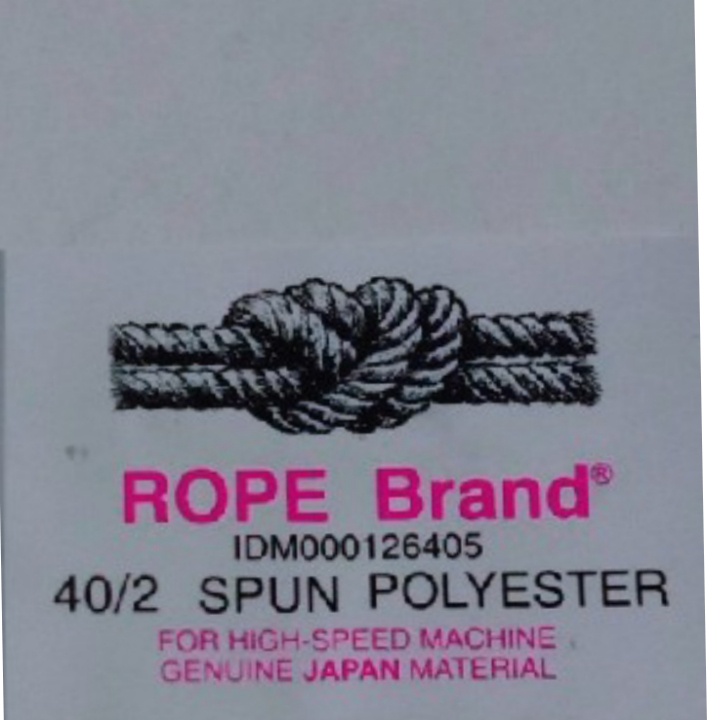 ROPE Brand®
IDM000126405
40/2 SPUN POLYESTER
FOR HIGH-SPEED MACHINE
GENUINE JAPAN MATERIAL